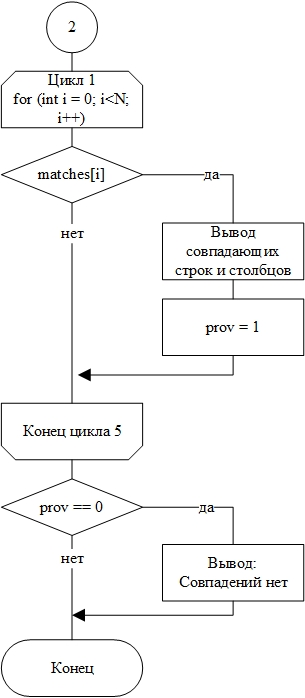 2
Цикл 1
for (int i = 0; i<N;
i++)
matches[i]
да
нет
Вывод
совпадающих
строк и столбцов
prov = 1
Конец цикла 5
prov == 0
да
нет
Вывод:
Совпадений нет
Конец